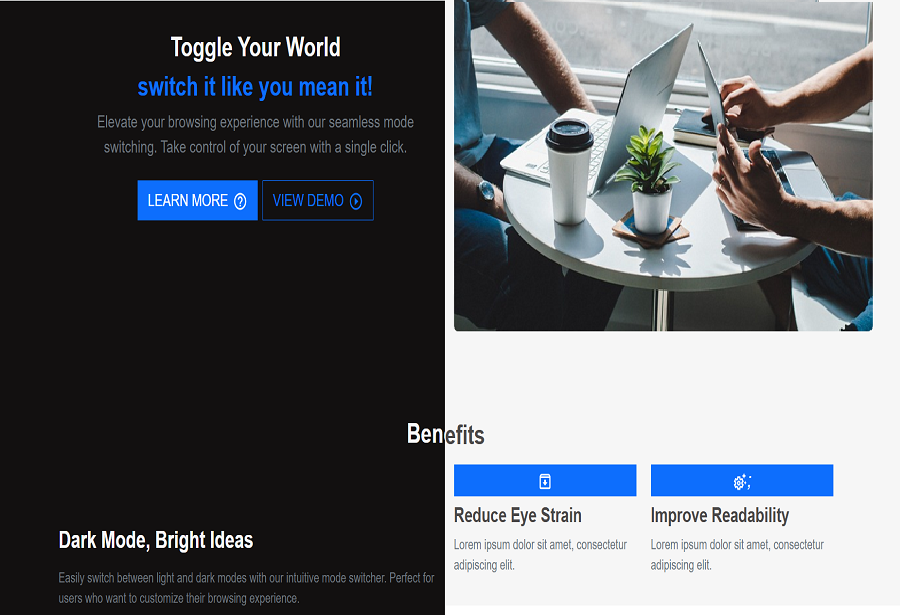 Toggle Your World
switch it like you mean it!
Elevate your browsing experience with our seamless mode
switching. Take control of your screen with a single click.
LEARN MORE
VIEW DEMO
Benefits
Reduce Eye Strain
Lorem ipsum dolor sit amet, consectetur
adipiscing elit.
Improve Readability
Lorem ipsum dolor sit amet, consectetur
adipiscing elit.
Dark Mode, Bright Ideas
Easily switch between light and dark modes with our intuitive mode switcher. Perfect for
users who want to customize their browsing experience.